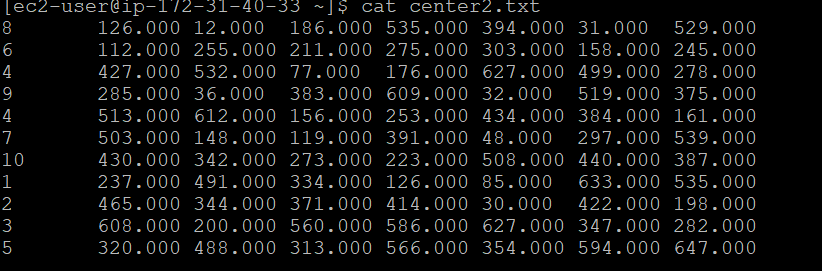 [ec2-user@ip-172-31-40-33 ~]$ cat center2.txt
8 126.000 12.000 186.000 535.000 394.000 31.000 529.000
6 112.000 255.000 211.000 275.000 303.000 158.000 245.000
4 427.000 532.000 77.000 176.000 627.000 499.000 278.000
9 285.000 36.000 383.000 609.000 32.000 519.000 375.000
4 513.000 612.000 156.000 253.000 434.000 384.000 161.000
7 503.000 148.000 119.000 391.000 48.000 297.000 539.000
10 430.000 342.000 273.000 223.000 508.000 440.000 387.000
1 237.000 491.000 334.000 126.000 85.000 633.000 535.000
2 465.000 344.000 371.000 414.000 30.000 422.000 198.000
3 608.000 200.000 560.000 586.000 627.000 347.000 282.000
5 320.000 488.000 313.000 566.000 354.000 594.000 647.000